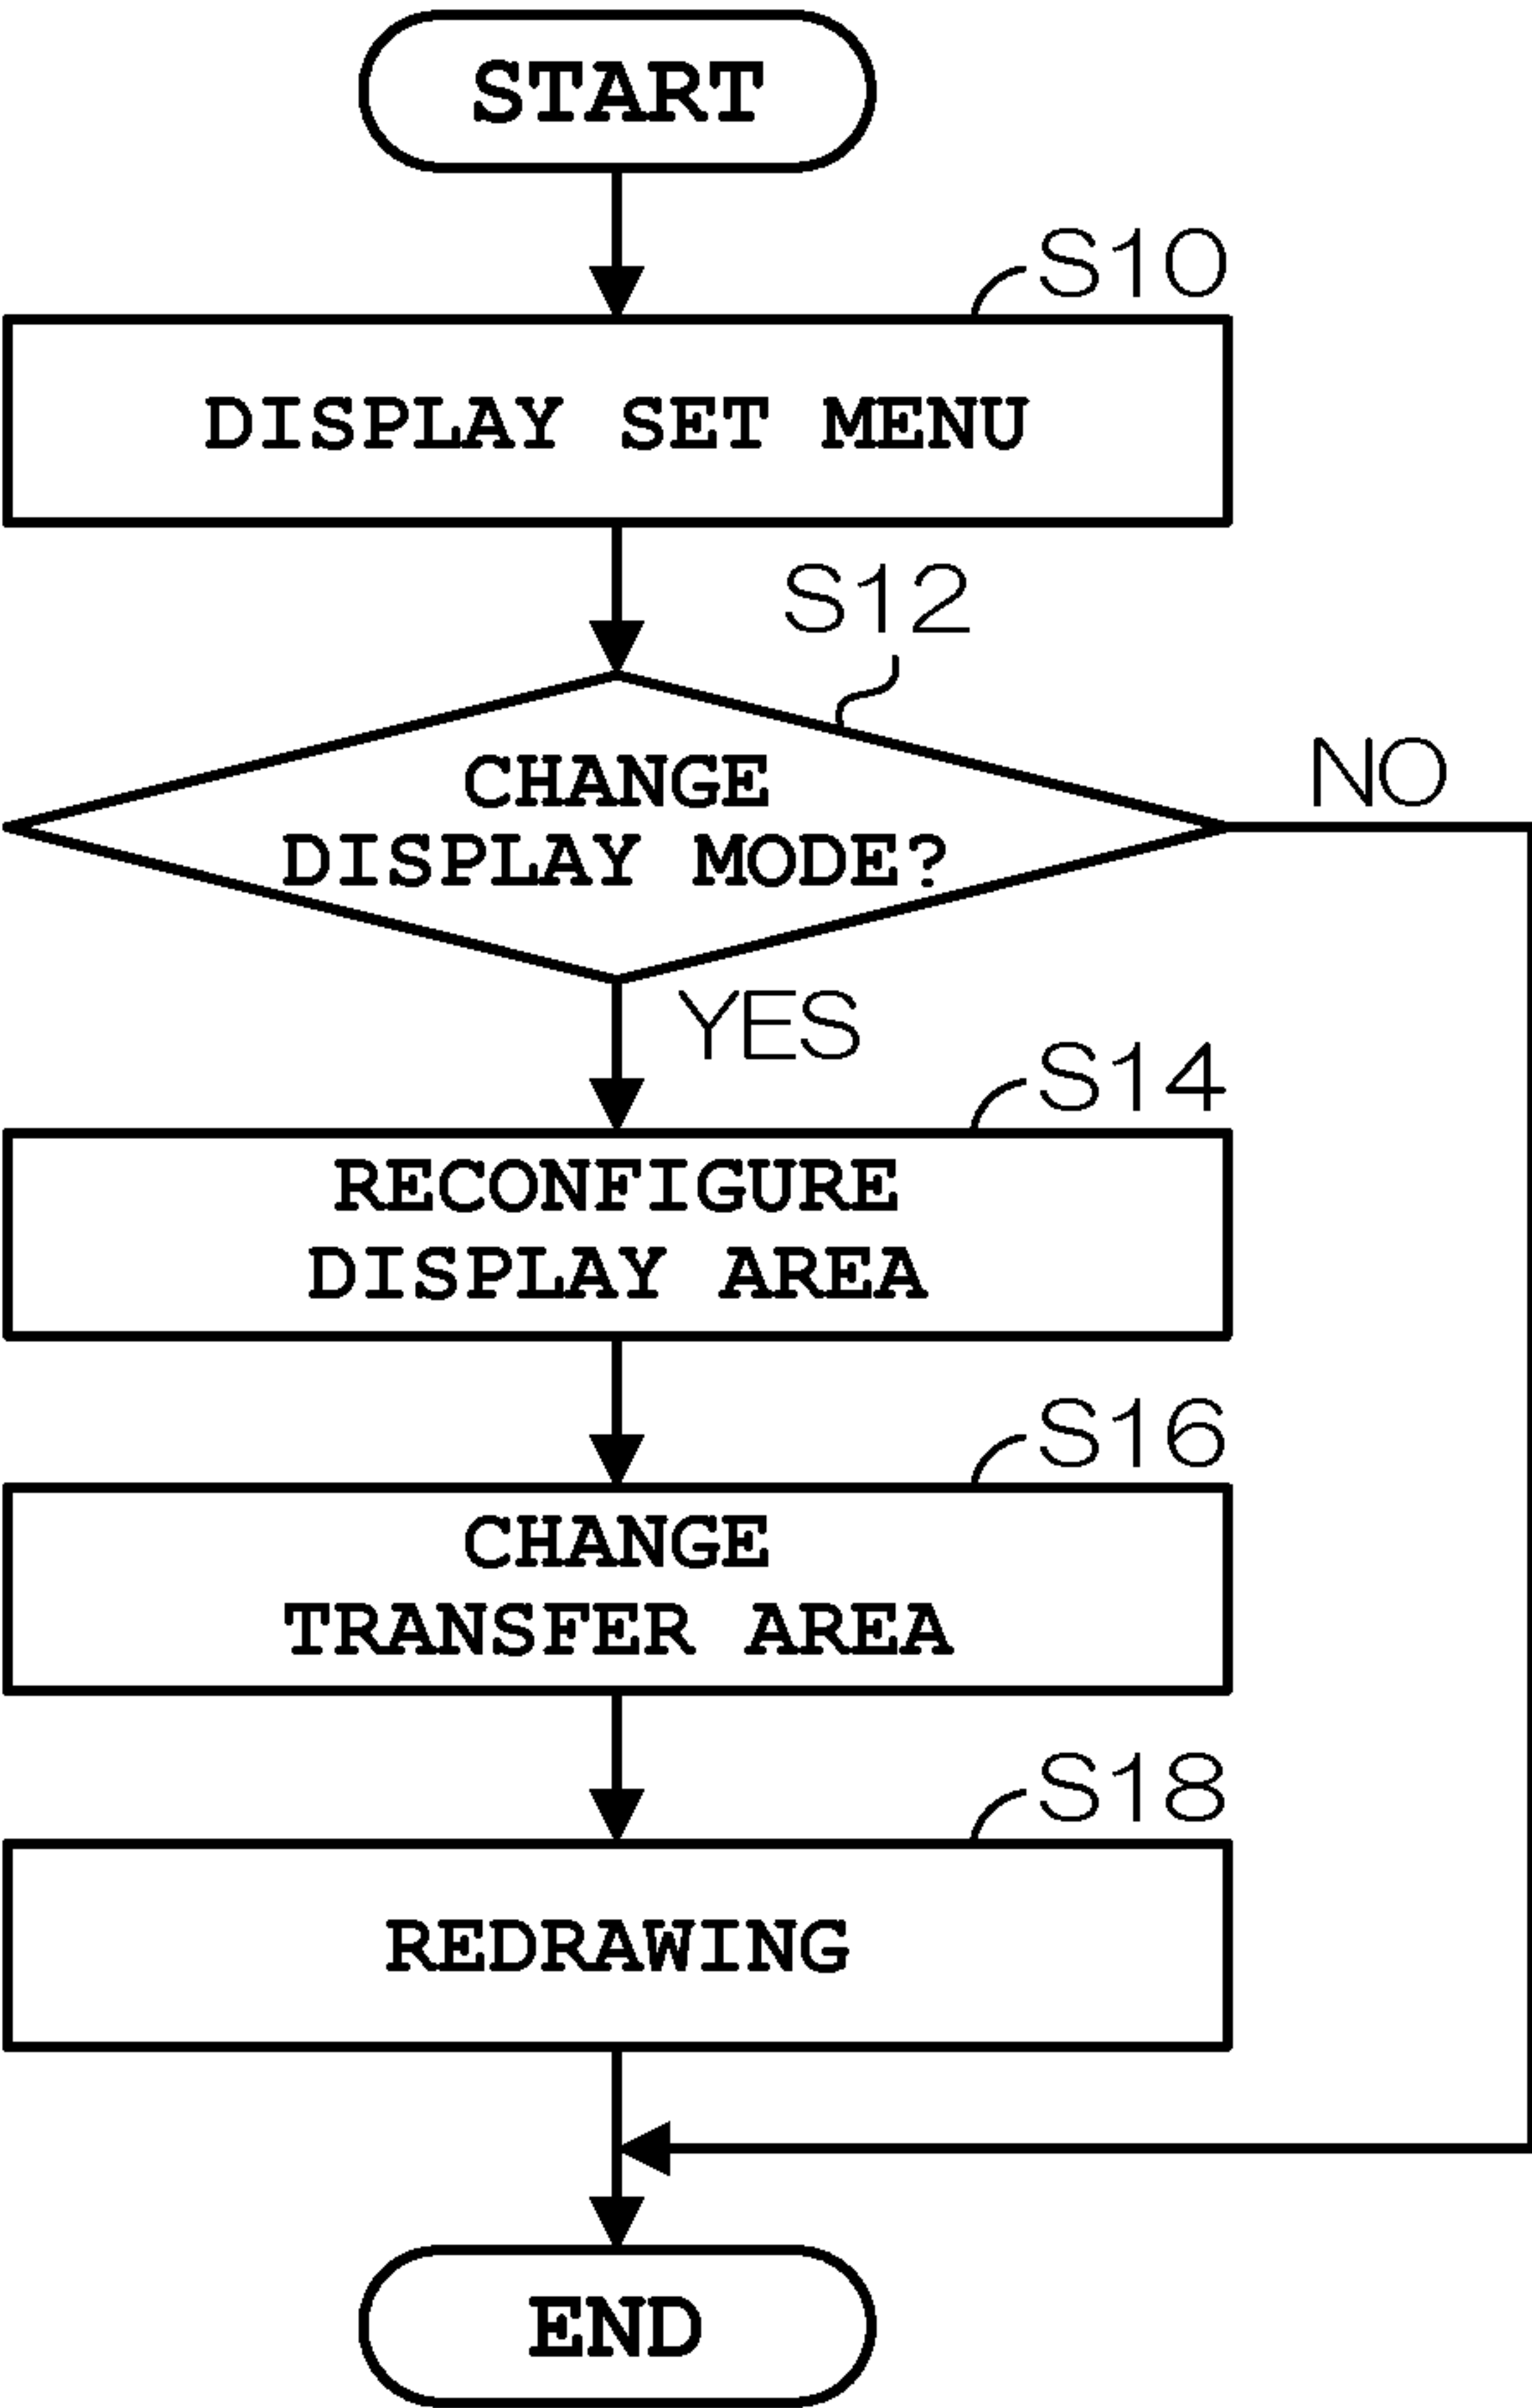 START
S10
DISPLAY SET MENU
S12
CHANGE
DISPLAY MODE?
NO
YES
S14
RECONFIGURE
DISPLAY AREA
S16
CHANGE
TRANSFER AREA
S18
REDRAWING
END